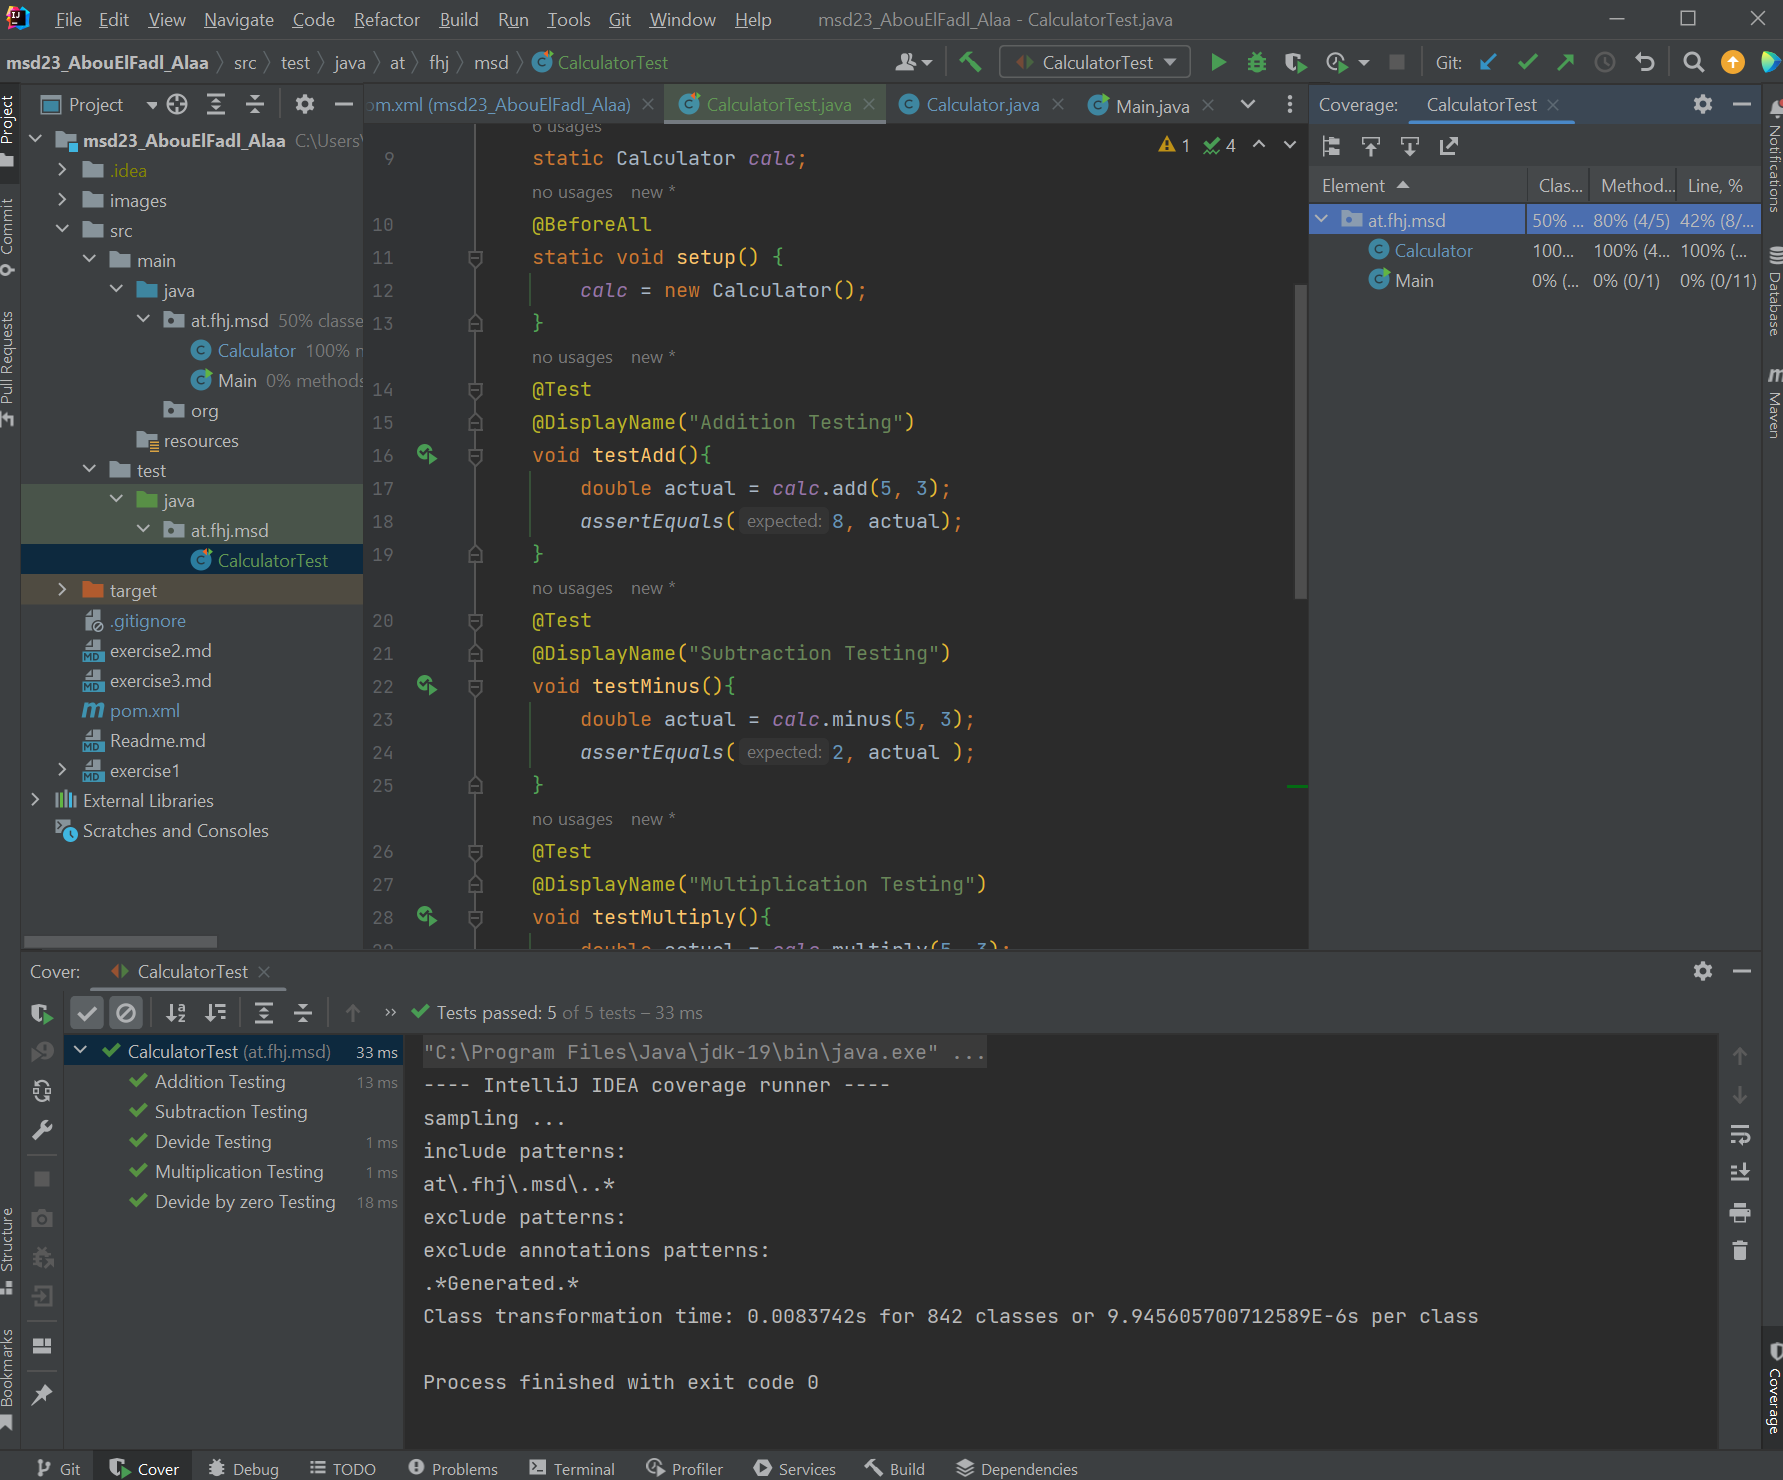 File Edit View Navigate Code Refactor Build Run Tools Git Window Help msd23_AbouElFadl_Alaa - CalculatorTest.java
msd23_AbouElFadl_Alaa src test java at fhj msd CalculatorTest
CalculatorTest Git:
Project
om.xml (msd23_AbouElFadl_Alaa) CalculatorTest.java Calculator.java Main.java
Coverage: CalculatorTest
Project
Commit
Pull Requests
Structure
Bookmarks
msd23_AbouElFadl_Alaa C:\Users\
.idea
images
src
main
java
at.fhj.msd 50% classe
Calculator 100% m
Main 0% methods
org
resources
test
java
at.fhj.msd
CalculatorTest
target
.gitignore
exercise2.md
exercise3.md
pom.xml
Readme.md
exercise1
External Libraries
Scratches and Consoles
6 usages
1 4
9 static Calculator calc;
no usages new *
10 @BeforeAll
11 static void setup() {
12 calc = new Calculator();
13 }
no usages new *
14 @Test
15 @DisplayName("Addition Testing")
16 void testAdd(){
17 double actual = calc.add(5, 3);
18 assertEquals( expected: 8, actual);
19 }
no usages new *
20 @Test
21 @DisplayName("Subtraction Testing")
22 void testMinus(){
23 double actual = calc.minus(5, 3);
24 assertEquals( expected: 2, actual );
25 }
no usages new *
26 @Test
27 @DisplayName("Multiplication Testing")
28 void testMultiply(){
29 double actual = calc.multiply(5, 3);
Element Clas... Method... Line, %
at.fhj.msd 50% ... 80% (4/5) 42% (8/...
Calculator 100... 100% (4... 100% (...
Main 0% (... 0% (0/1) 0% (0/11)
Notifications
Database
m
Maven
Coverage
Cover: CalculatorTest
Tests passed: 5 of 5 tests – 33 ms
CalculatorTest (at.fhj.msd) 33 ms
Addition Testing 13 ms
Subtraction Testing
Devide Testing 1 ms
Multiplication Testing 1 ms
Devide by zero Testing 18 ms
"C:\Program Files\Java\jdk-19\bin\java.exe" ...
---- IntelliJ IDEA coverage runner ----
sampling ...
include patterns:
at\.fhj\.msd\..*
exclude patterns:
exclude annotations patterns:
.*Generated.*
Class transformation time: 0.0083742s for 842 classes or 9.945605700712589E-6s per class
Process finished with exit code 0
Git Cover Debug TODO Problems Terminal Profiler Services Build Dependencies